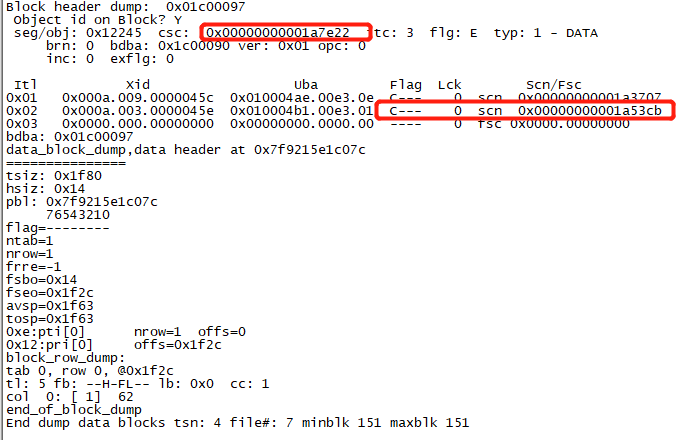 Block header dump:  0x01c00097
 Object id on Block? Y
 seg/obj: 0x12245  csc:  0x00000000001a7e22  itc: 3  flg: E  typ: 1 - DATA
     brn: 0  bdba: 0x1c00090 ver: 0x01 opc: 0
     inc: 0  exflg: 0
 Itl           Xid                  Uba         Flag  Lck        Scn/Fsc
0x01   0x000a.009.0000045c  0x010004ae.00e3.0e  C---    0  scn  0x00000000001a3707
0x02   0x000a.003.0000045e  0x010004b1.00e3.01  C---    0  scn  0x00000000001a53cb
0x03   0x0000.000.00000000  0x00000000.0000.00  ----    0  fsc 0x0000.00000000
bdba: 0x01c00097
data_block_dump,data header at 0x7f9215e1c07c
===============
tsiz: 0x1f80
hsiz: 0x14
pbl: 0x7f9215e1c07c
     76543210
flag=--------
ntab=1
nrow=1
frre=-1
fsbo=0x14
fseo=0x1f2c
avsp=0x1f63
tosp=0x1f63
0xe:pti[0]      nrow=1  offs=0
0x12:pri[0]     offs=0x1f2c
block_row_dump:
tab 0, row 0, @0x1f2c
tl: 5 fb: --H-FL-- lb: 0x0  cc: 1
col  0: [ 1]  62
end_of_block_dump
End dump data blocks tsn: 4 file#: 7 minblk 151 maxblk 151